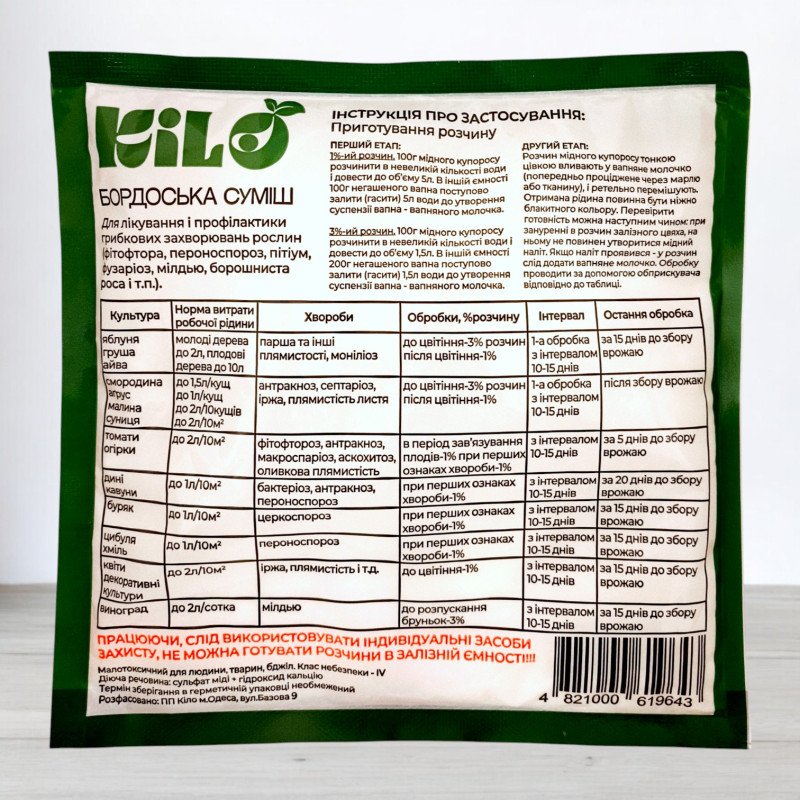 KiLO
БОРДОСЬКА СУМІШ
Для лікування і профілактики
грибкових захворювань рослин
(фітофтора, пероноспороз, пітіум,
фузаріоз, мілдью, борошниста
роса і т.п.).
ІНСТРУКЦІЯ ПРО ЗАСТОСУВАННЯ:
Приготування розчину
ПЕРШИЙ ЕТАП:
1%-ий розчин, 100г мідного купоросу
розчинити в невеликій кількості води
і довести до об'єму 5л. В іншій ємності
100г негашеного вапна поступово
залити (гасити) 5л води до утворення
суспензії вапна - вапняного молочка.
3%-ий розчин, 100г мідного купоросу
розчинити в невеликій кількості води і
довести до об'єму 1,5л. В іншій ємності
200г негашеного вапна поступово
залити (гасити) 1,5л води до утворення
суспензії вапна - вапняного молочка.
ДРУГИЙ ЕТАП:
Розчин мідного купоросу тонкою
цівкою вливають у вапняне молочко
(попередньо проціджене через марлю
або тканину), і ретельно перемішують.
Отримана рідина повинна бути ніжно
блакитного кольору. Перевірити
готовність можна наступним чином: при
зануренні в розчин залізного цвяха, на
ньому не повинен утворитися мідний
наліт. Якщо наліт проявився - у розчин
слід додати вапняне молочко. Обробку
проводити за допомогою обприскувача
відповідно до таблиці.
Культура Норма витрати робочої рідини Хвороби Обробки, %розчину Інтервал Остання обробка
яблуня груша айва молоді дерева до 2л, плодові дерева до 10л парша та інші плямистості, моніліоз до цвітіння-3% розчин після цвітіння-1% 1-а обробка з інтервалом 10-15 днів за 15 днів до збору врожаю
смородина агрус малина суниця до 1,5л/кущ до 1л/кущ до 2л/10кущів до 2л/10м² антракноз, септаріоз, іржа, плямистість листя до цвітіння-3% розчин після цвітіння-1% 1-а обробка з інтервалом 10-15 днів після збору врожаю
томати огірки до 2л/10м² фітофтороз, антракноз, макроспаріоз, аскохитоз, оливкова плямистість в період зав'язування плодів-1% при перших ознаках хвороби-1% з інтервалом 10-15 днів за 5 днів до збору врожаю
дині кавуни до 1л/10м² бактеріоз, антракноз, пероноспороз при перших ознаках хвороби-1% з інтервалом 10-15 днів за 20 днів до збору врожаю
буряк до 1л/10м² церкоспороз при перших ознаках хвороби-1% з інтервалом 10-15 днів за 15 днів до збору врожаю
цибуля хміль до 1л/10м² пероноспороз при перших ознаках хвороби-1% з інтервалом 10-15 днів за 15 днів до збору врожаю
квіти декоративні культури до 2л/10м² іржа, плямистість і т.д. до цвітіння-1% з інтервалом 10-15 днів за 15 днів до збору врожаю
виноград до 2л/сотка мілдью до розпускання бруньок-3% з інтервалом 10-15 днів за 15 днів до збору врожаю
ПРАЦЮЮЧИ, СЛІД ВИКОРИСТОВУВАТИ ІНДИВІДУАЛЬНІ ЗАСОБИ
ЗАХИСТУ, НЕ МОЖНА ГОТУВАТИ РОЗЧИНИ В ЗАЛІЗНІЙ ЄМНОСТІ!!!
Малотоксичний для людини, тварин, бджіл. Клас небезпеки - IV
Діюча речовина: сульфат міді + гідроксид кальцію
Термін зберігання в герметичній упаковці необмежений
Розфасовано: ПП Кіло м.Одеса, вул.Базова 9
4 821000 619643